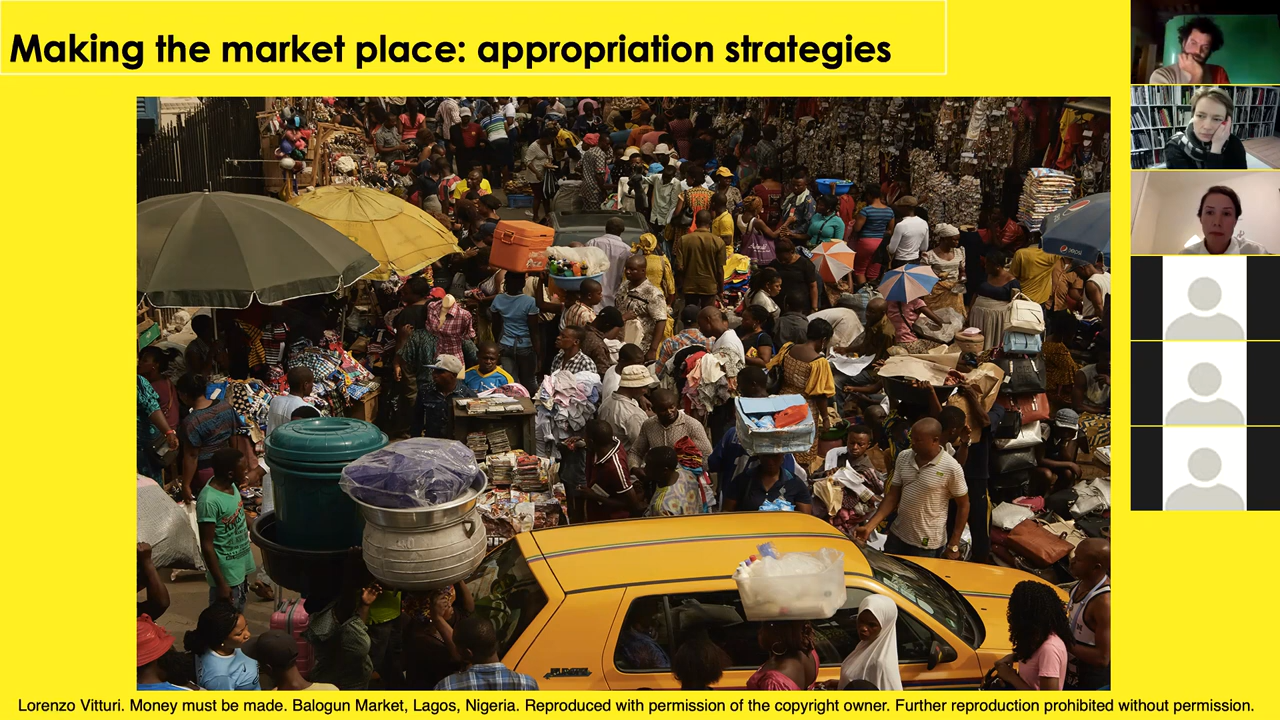 Making the market place: appropriation strategies
pepsi
Lorenzo Vitturi. Money must be made. Balogun Market, Lagos, Nigeria. Reproduced with permission of the copyright owner. Further reproduction prohibited without permission.